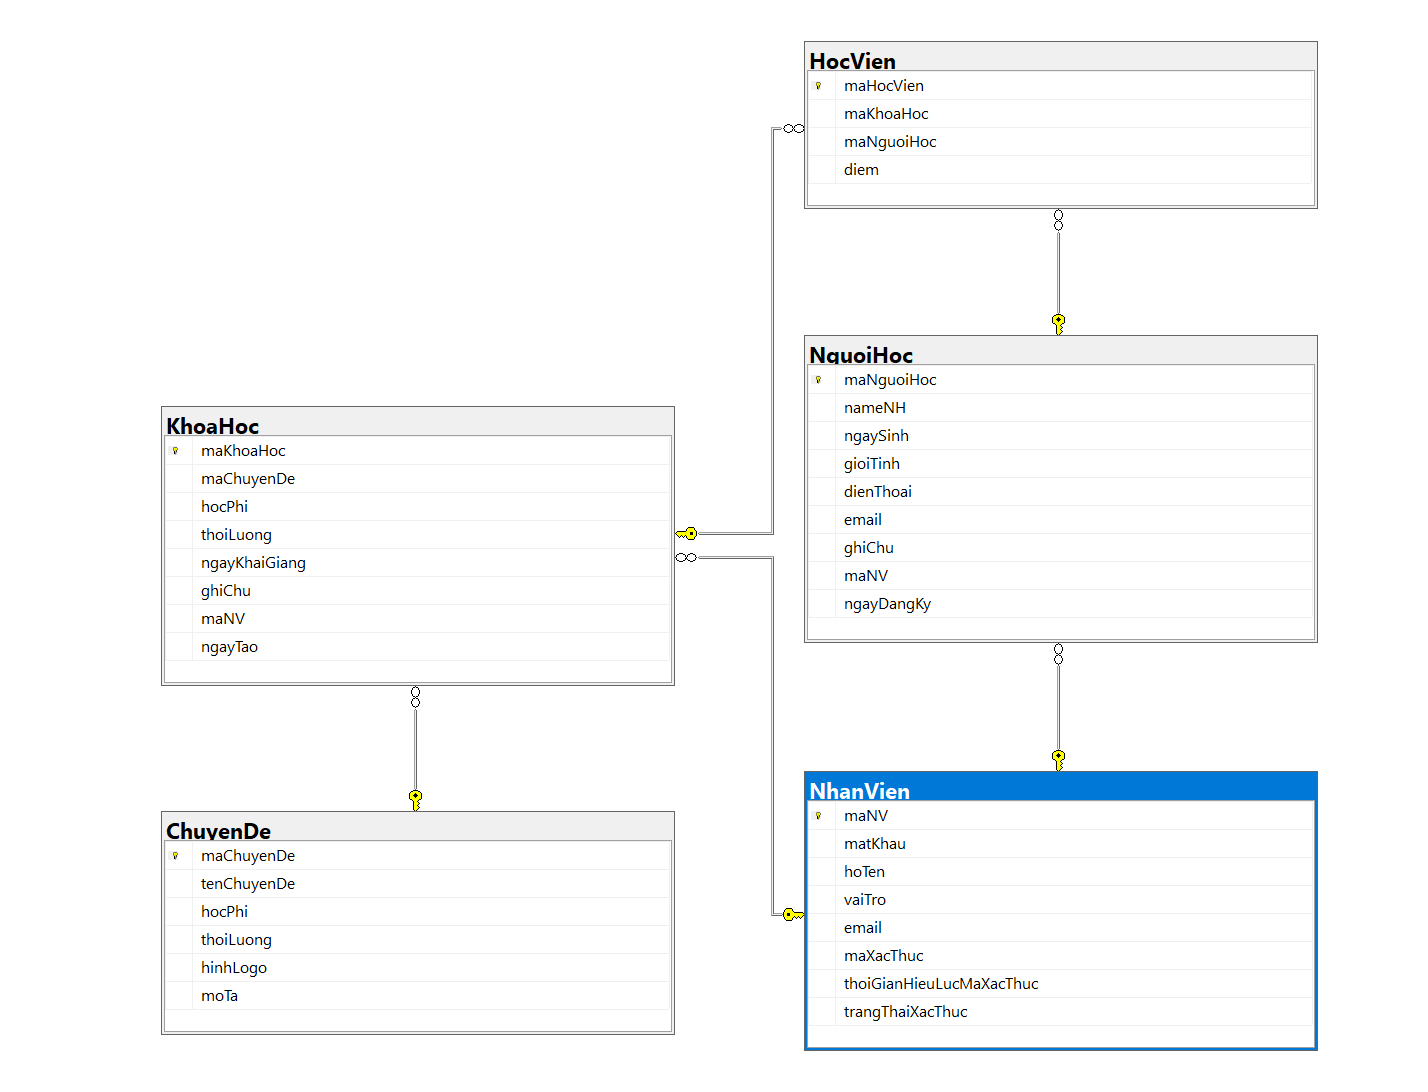 HocVien
maHocVien
maKhoaHoc
maNguoiHoc
diem
NguoiHoc
maNguoiHoc
nameNH
ngaySinh
gioiTinh
dienThoai
email
ghiChu
maNV
ngayDangKy
KhoaHoc
maKhoaHoc
maChuyenDe
hocPhi
thoiLuong
ngayKhaiGiang
ghiChu
maNV
ngayTao
ChuyenDe
maChuyenDe
tenChuyenDe
hocPhi
thoiLuong
hinhLogo
moTa
NhanVien
maNV
matKhau
hoTen
vaiTro
email
maXacThuc
thoiGianHieuLucMaXacThuc
trangThaiXacThuc